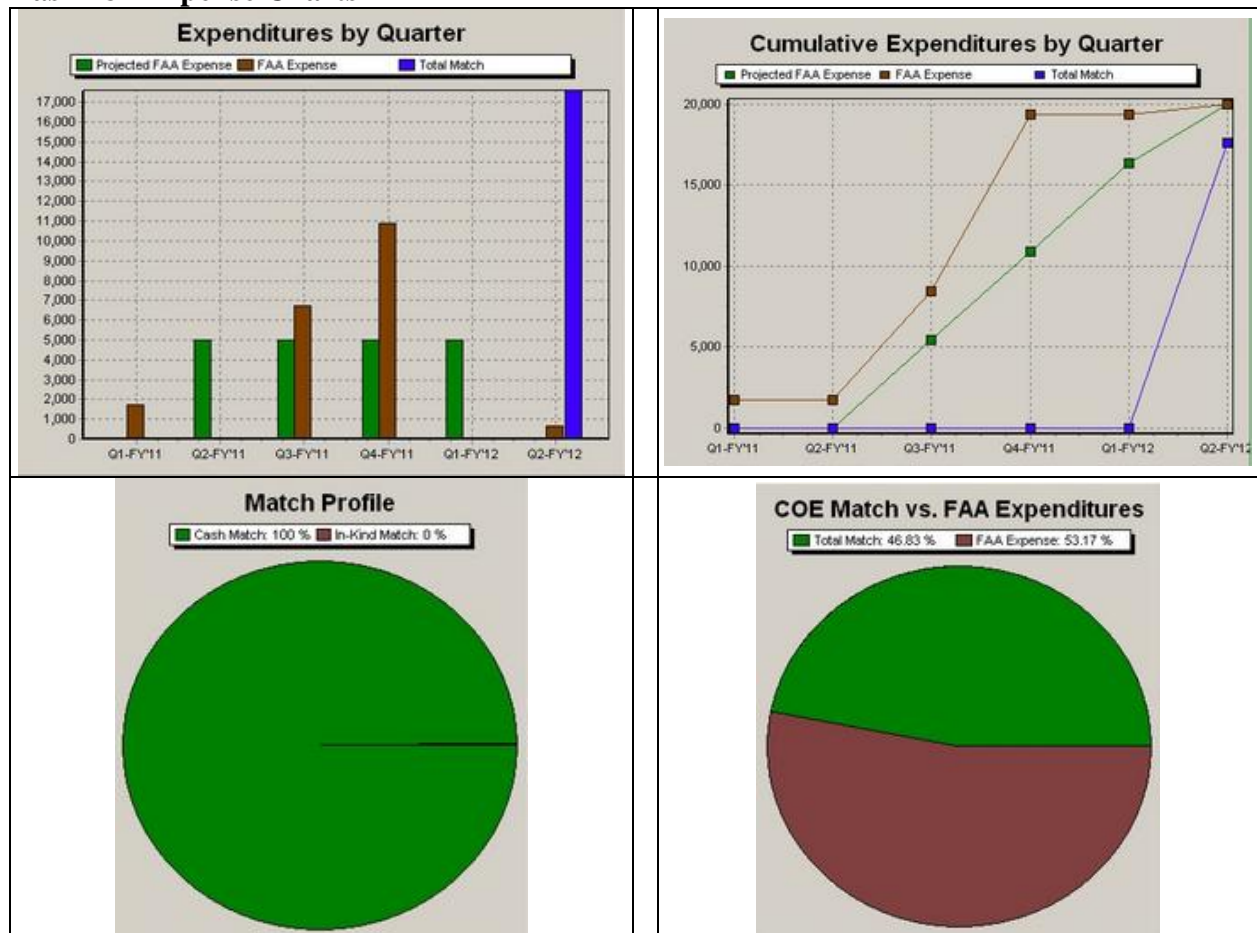 Expenditures by Quarter
Projected FAA Expense FAA Expense Total Match
17,000
16,000
15,000
14,000
13,000
12,000
11,000
10,000
9,000
8,000
7,000
6,000
5,000
4,000
3,000
2,000
1,000
0
Q1-FY'11 Q2-FY'11 Q3-FY'11 Q4-FY'11 Q1-FY'12 Q2-FY'12
Cumulative Expenditures by Quarter
Projected FAA Expense FAA Expense Total Match
20,000
15,000
10,000
5,000
0
Q1-FY'11 Q2-FY'11 Q3-FY'11 Q4-FY'11 Q1-FY'12 Q2-FY'12
Match Profile
Cash Match: 100 % In-Kind Match: 0 %
COE Match vs. FAA Expenditures
Total Match: 46.83 % FAA Expense: 53.17 %